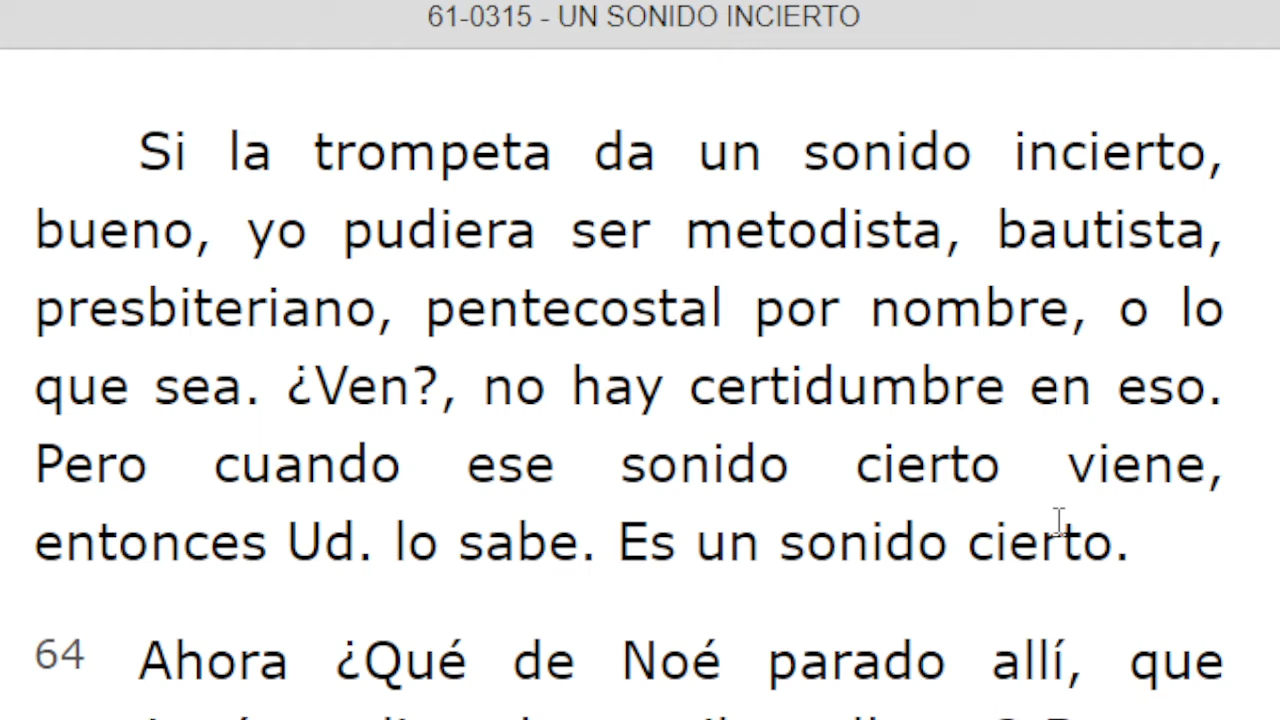 61-0315 - UN SONIDO INCIERTO
Si la trompeta da un sonido incierto,
bueno, yo pudiera ser metodista, bautista,
presbiteriano, pentecostal por nombre, o lo
que sea. ¿Ven?, no hay certidumbre en eso.
Pero cuando ese sonido cierto viene,
entonces Ud. lo sabe. Es un sonido cierto.
64 Ahora ¿Qué de Noé parado allí, que